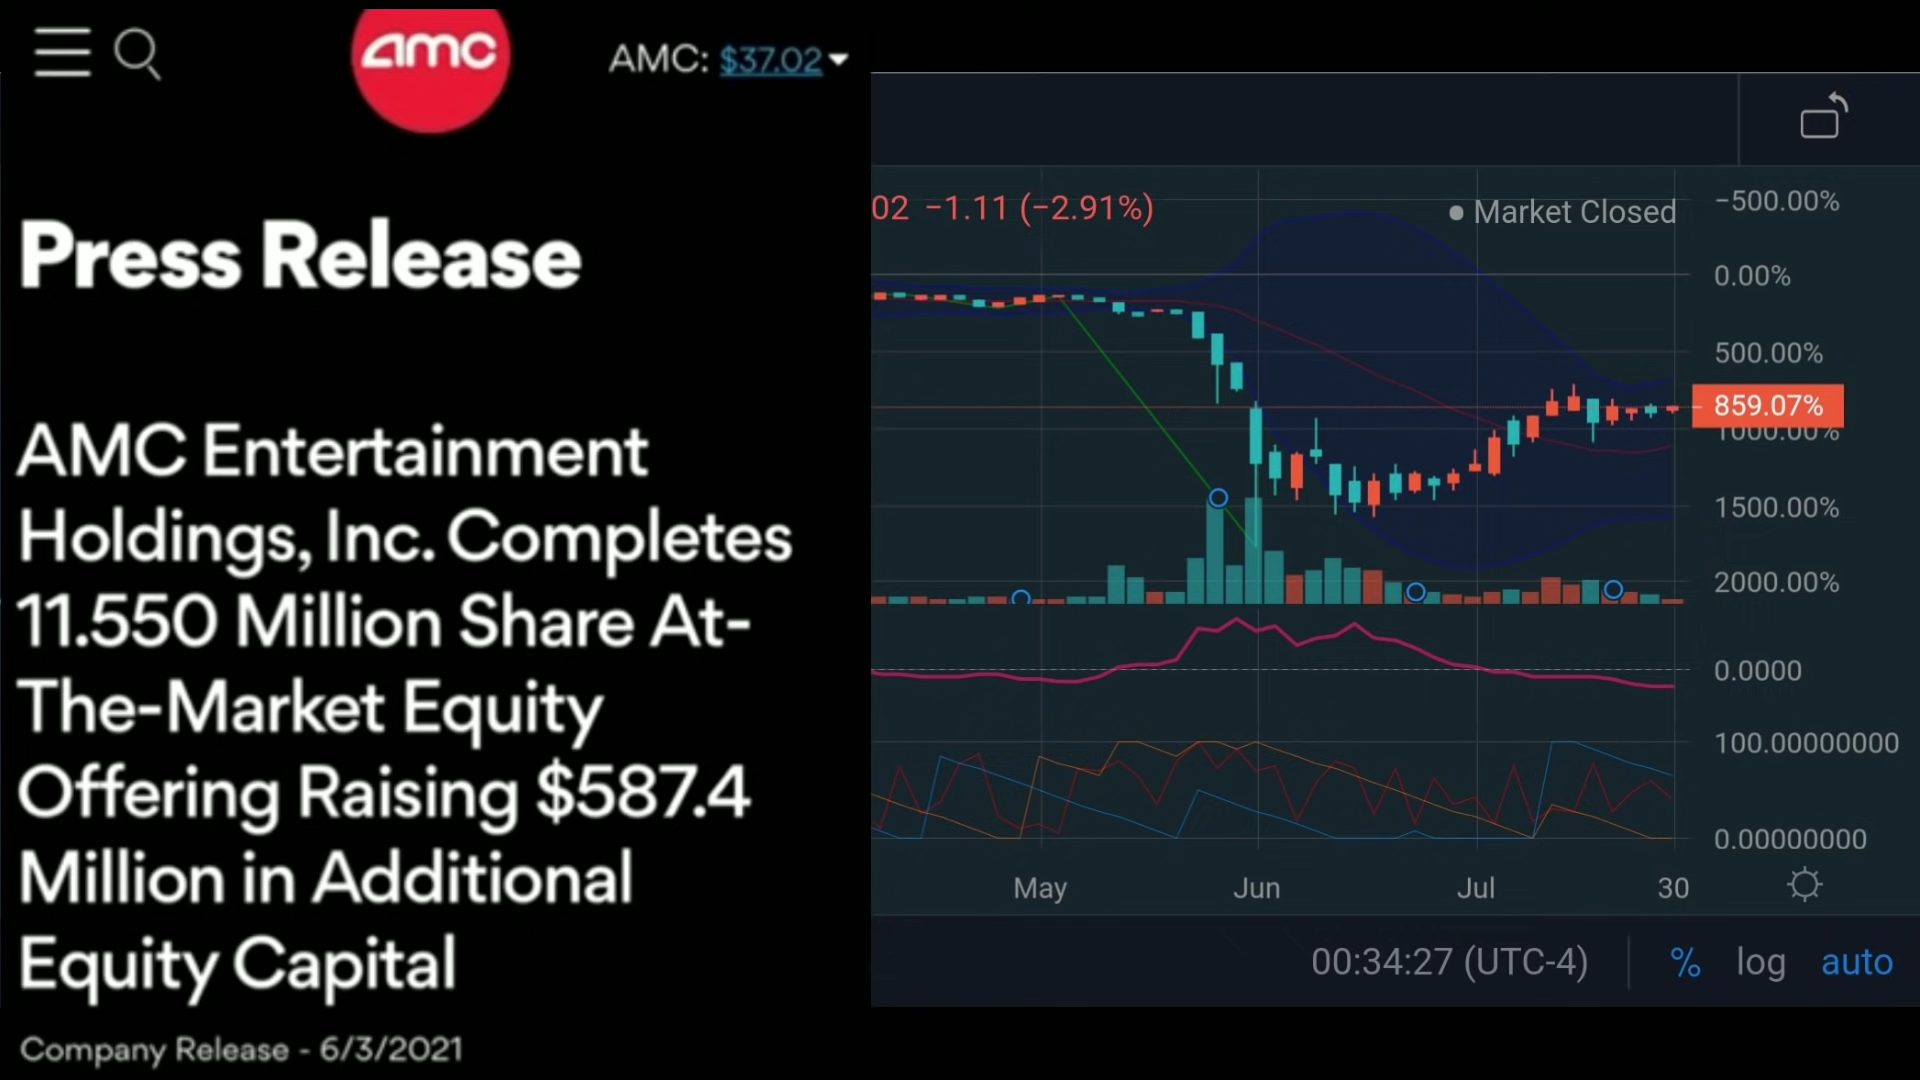 amc
AMC: $37.02
Press Release
AMC Entertainment
Holdings, Inc. Completes
11.550 Million Share At-
The-Market Equity
Offering Raising $587.4
Million in Additional
Equity Capital
Company Release - 6/3/2021
02 −1.11 (−2.91%)
Market Closed
−500.00%
0.00%
500.00%
859.07%
1000.00%
1500.00%
2000.00%
0.0000
100.00000000
0.00000000
May Jun Jul 30
00:34:27 (UTC-4) % log auto